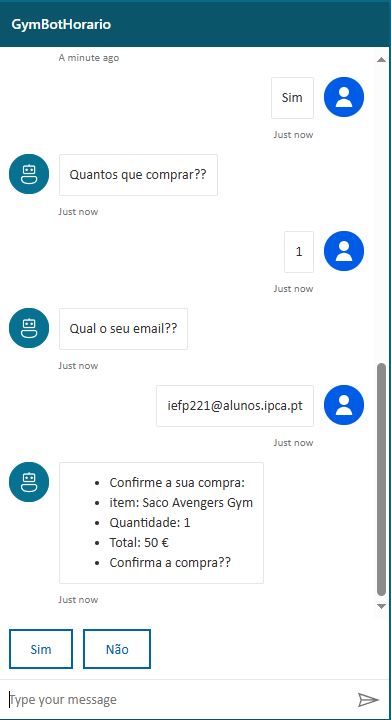 GymBotHorario
A minute ago
Sim
Just now
Quantos que comprar??
Just now
1
Just now
Qual o seu email??
Just now
iefp221@alunos.ipca.pt
Just now
• Confirme a sua compra:
• item: Saco Avengers Gym
• Quantidade: 1
• Total: 50 €
• Confirma a compra??
Just now
Sim Não
Type your message